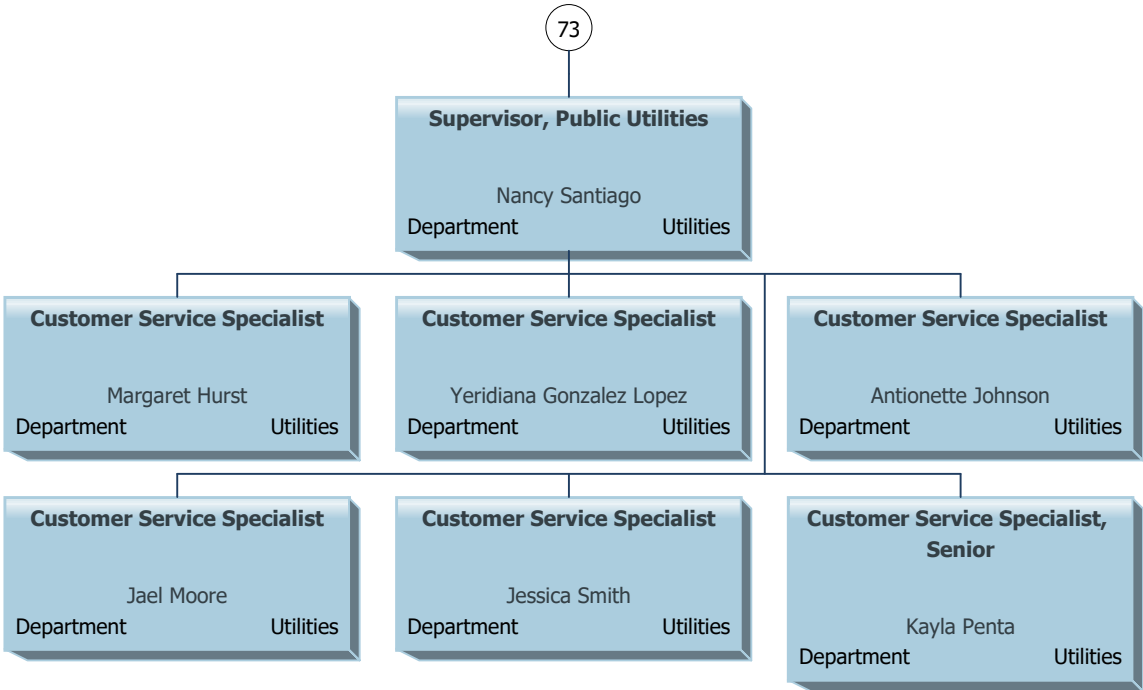 73
Supervisor, Public Utilities
Nancy Santiago
Department Utilities
Customer Service Specialist
Margaret Hurst
Department Utilities
Customer Service Specialist
Yeridiana Gonzalez Lopez
Department Utilities
Customer Service Specialist
Antionette Johnson
Department Utilities
Customer Service Specialist
Jael Moore
Department Utilities
Customer Service Specialist
Jessica Smith
Department Utilities
Customer Service Specialist,
Senior
Kayla Penta
Department Utilities